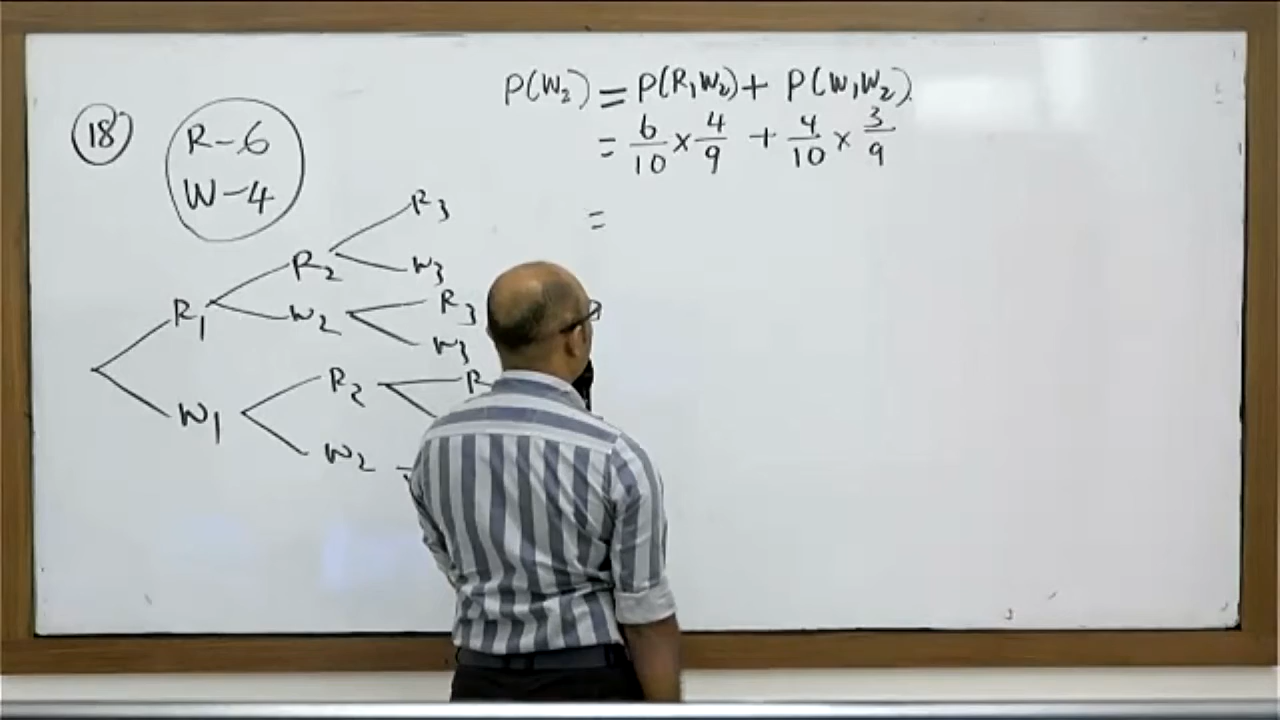 18
R-6
W-4
P(W₂) = P(R₁W₂) + P(W₁W₂).
= 6/10 × 4/9 + 4/10 × 3/9
=
R₃
R₂
W₃
R₁
W₂
R₃
W₃
W₁
R₂
R
W₂